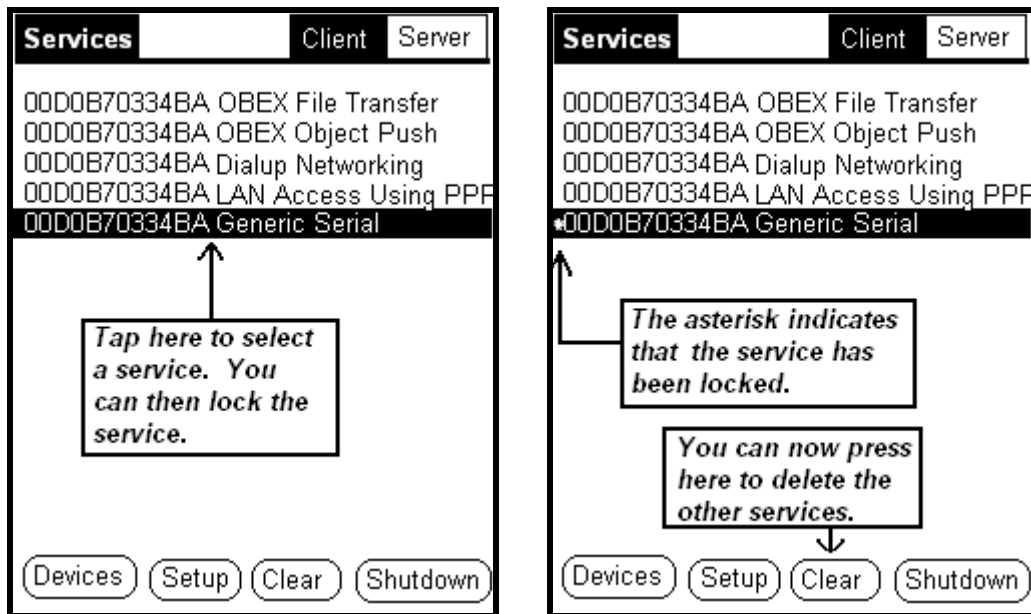 Services Client Server
00D0B70334BA OBEX File Transfer
00D0B70334BA OBEX Object Push
00D0B70334BA Dialup Networking
00D0B70334BA LAN Access Using PPP
00D0B70334BA Generic Serial
Tap here to select
a service. You
can then lock the
service.
Devices Setup Clear Shutdown
Services Client Server
00D0B70334BA OBEX File Transfer
00D0B70334BA OBEX Object Push
00D0B70334BA Dialup Networking
00D0B70334BA LAN Access Using PPP
*00D0B70334BA Generic Serial
The asterisk indicates
that the service has
been locked.
You can now press
here to delete the
other services.
Devices Setup Clear Shutdown